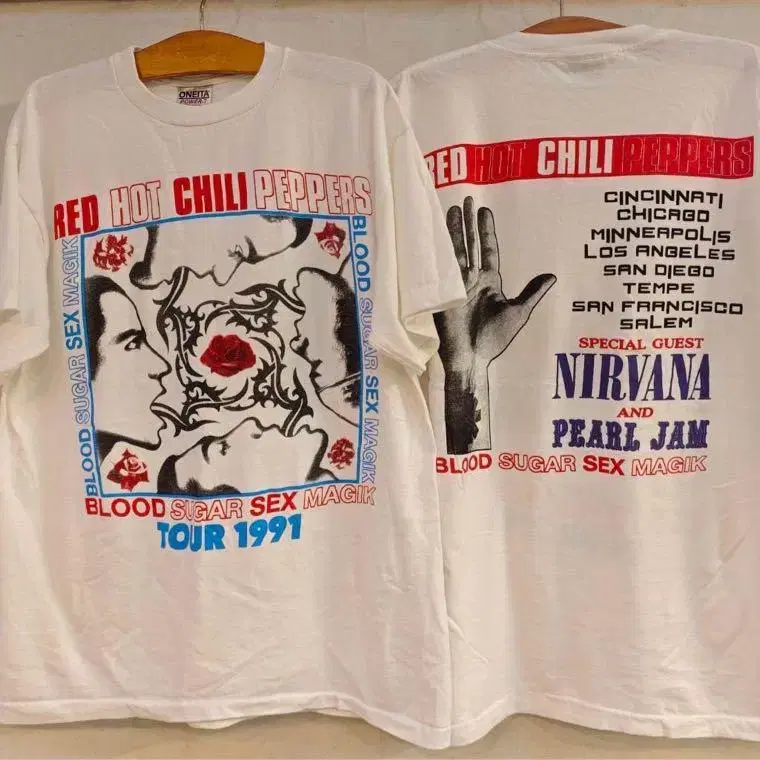 ONEITA
POWER-T
RED HOT CHILI PEPPERS
BLOOD SUGAR SEX MAGIK
BLOOD SUGAR SEX MAGIK
BLOOD SUGAR SEX MAGIK
TOUR 1991
RED HOT CHILI PEPPERS
CINCINNATI
CHICAGO
MINNEAPOLIS
LOS ANGELES
SAN DIEGO
TEMPE
SAN FRANCISCO
SALEM
SPECIAL GUEST
NIRVANA
AND
PEARL JAM
BLOOD SUGAR SEX MAGIK